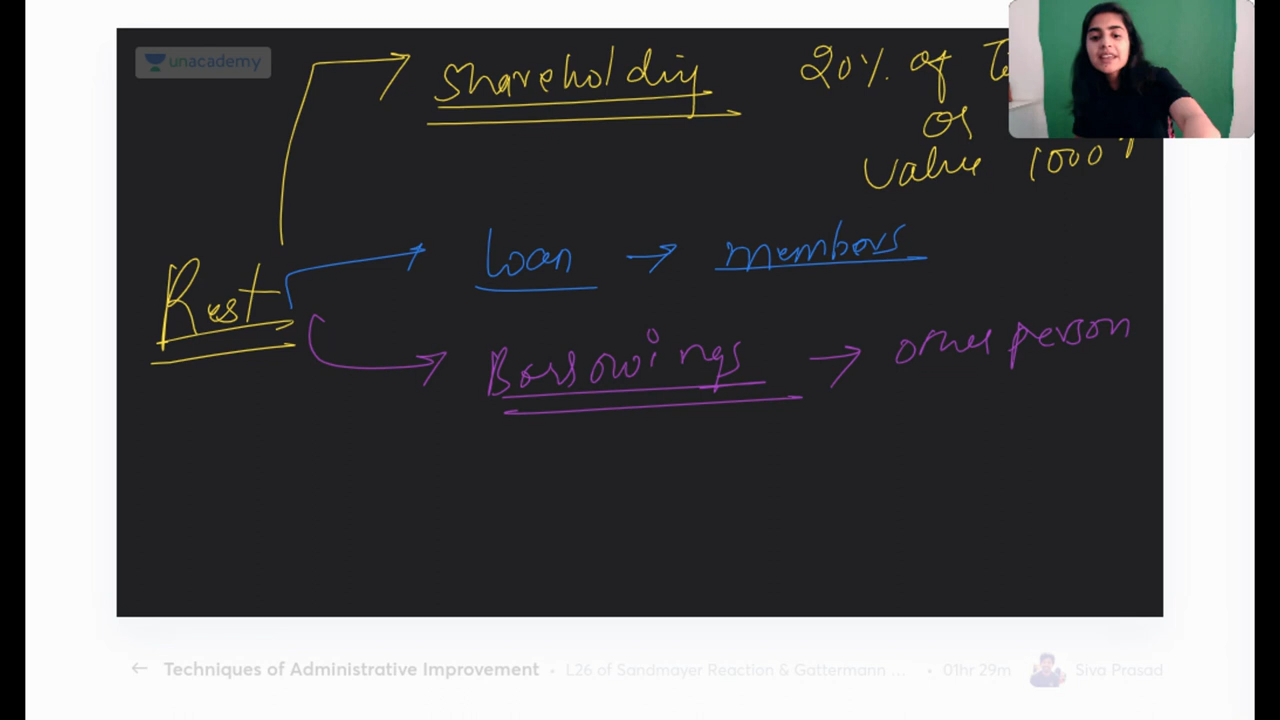 unacademy
Shareholding 20% of
or
value 1000
Loan → members
Rest
Borrowings → other person
← Techniques of Administrative Improvement • L26 of Sandmayer Reaction & Gattermann ... • 01hr 29m Siva Prasad